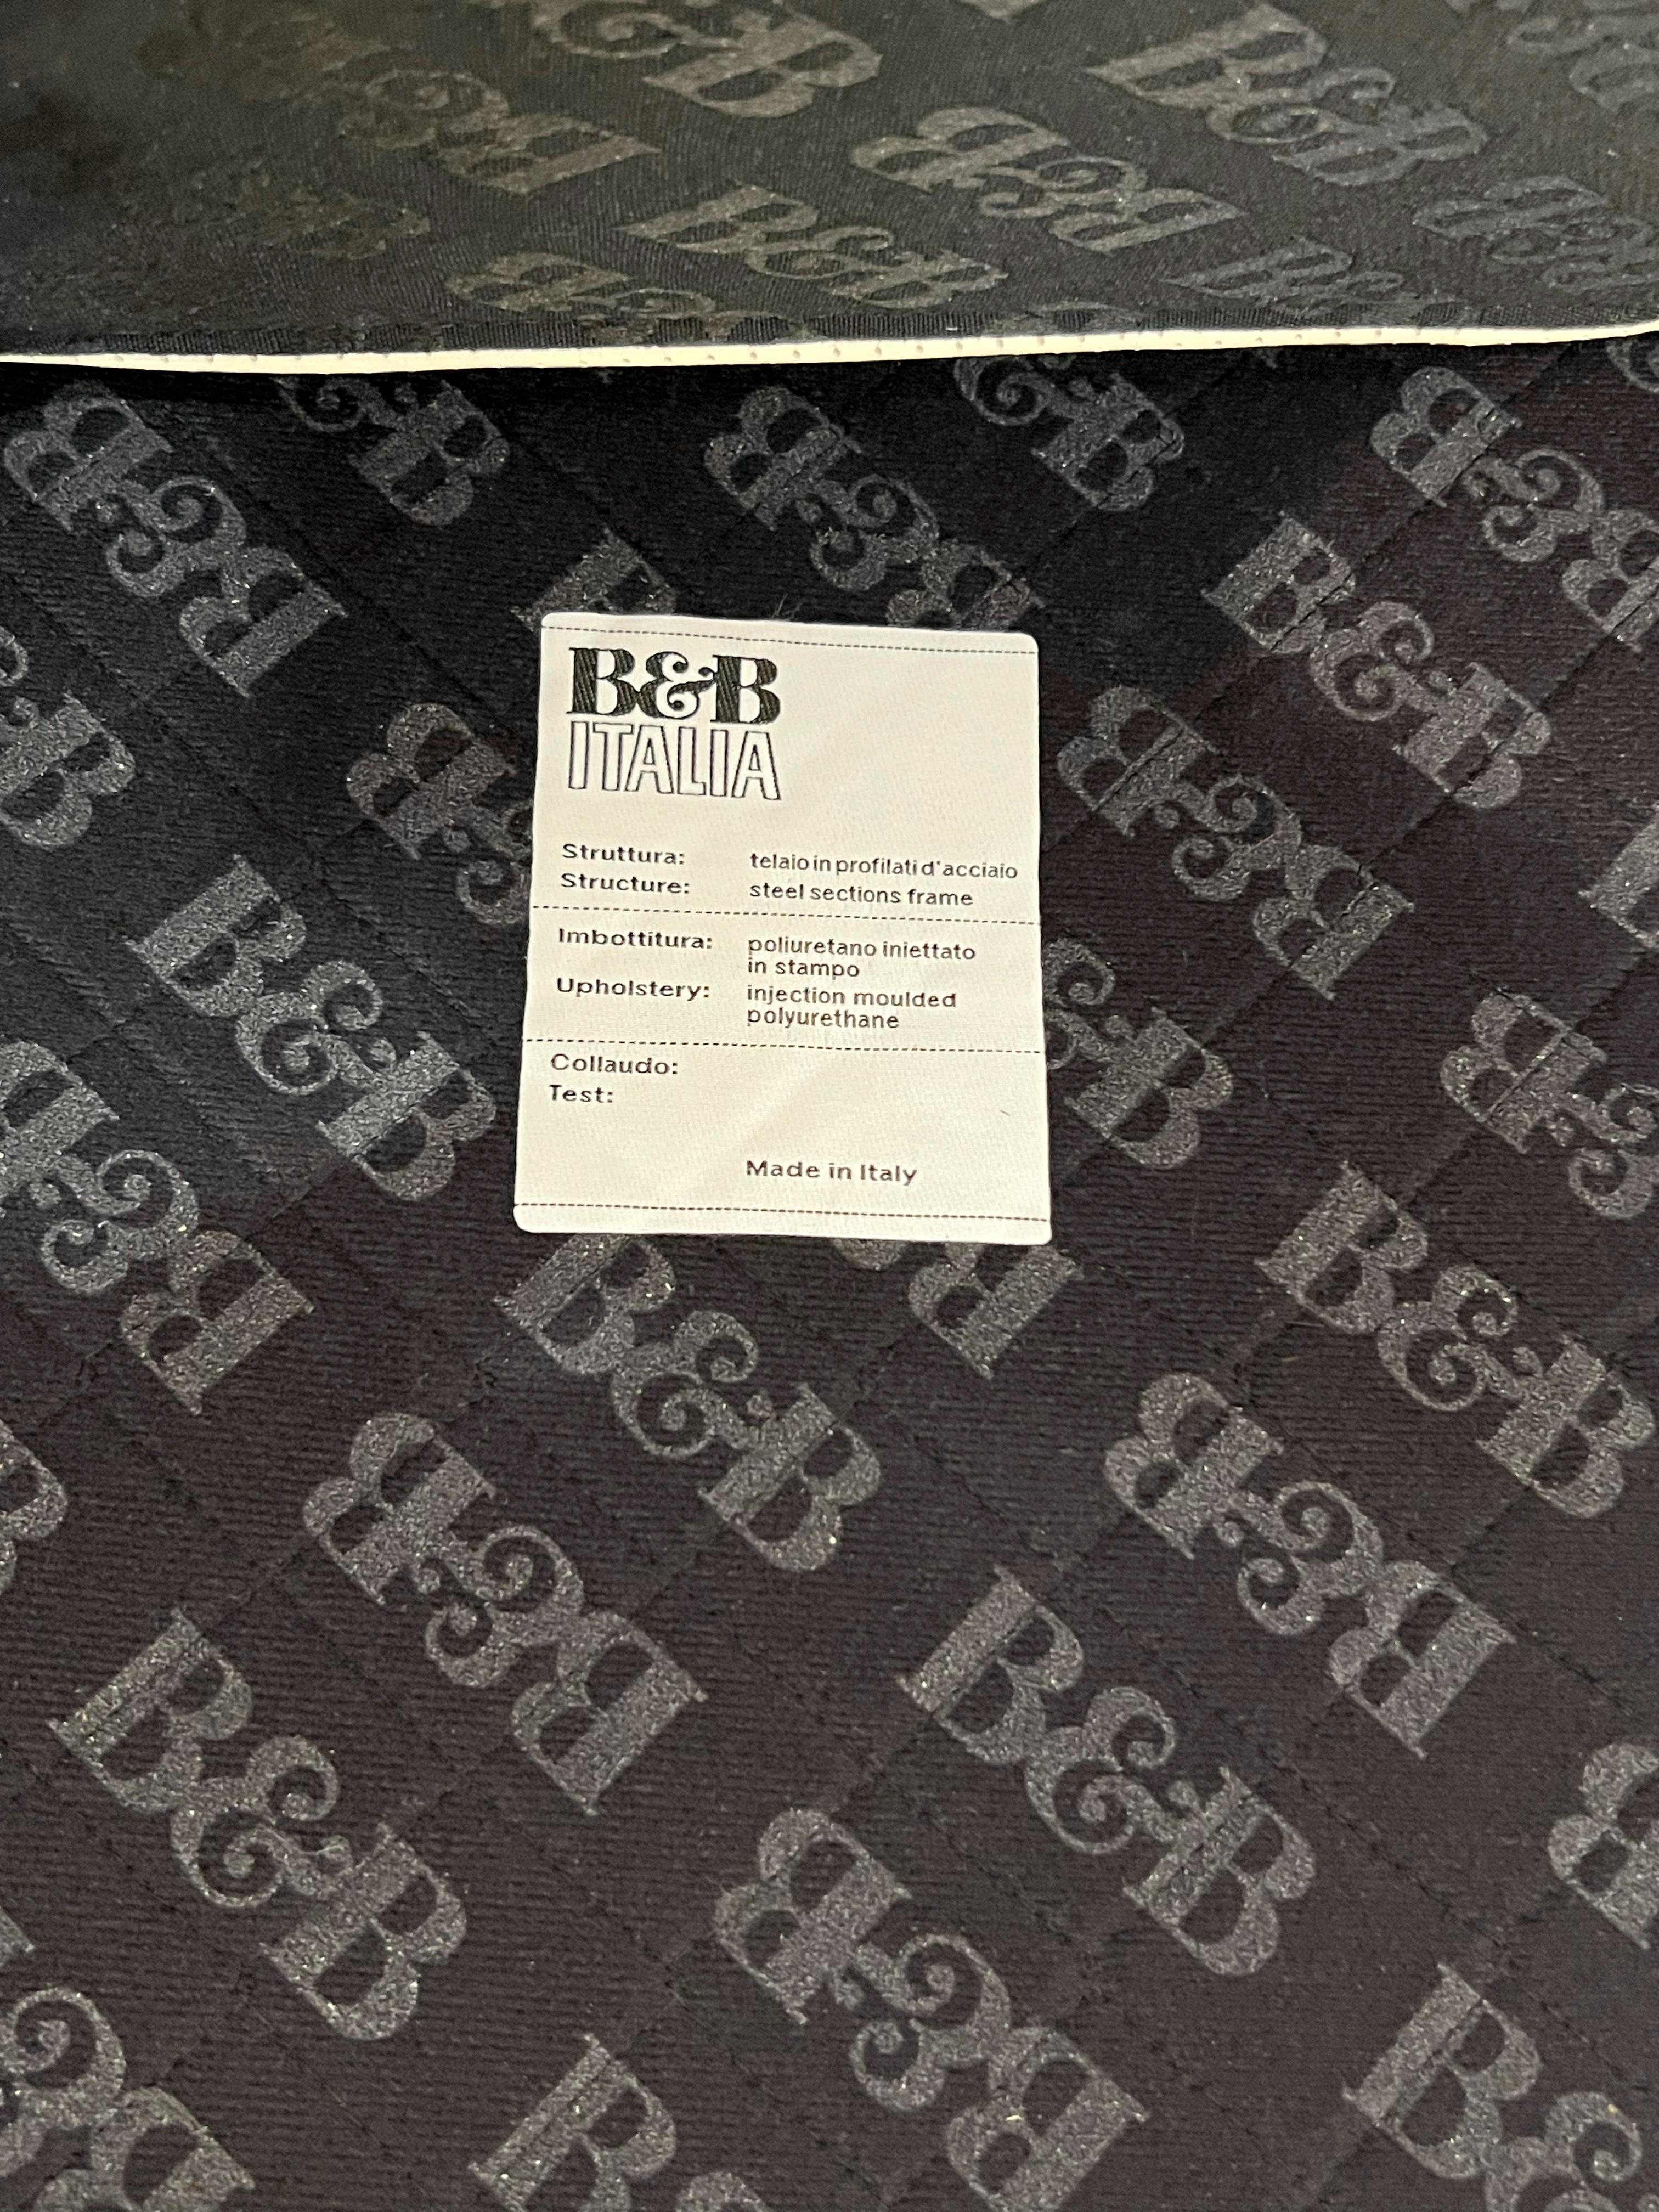 B&B
ITALIA
Struttura: telaio in profilati d'acciaio
Structure: steel sections frame
Imbottitura: poliuretano iniettato
in stampo
Upholstery: injection moulded
polyurethane
Collaudo:
Test:
Made in Italy